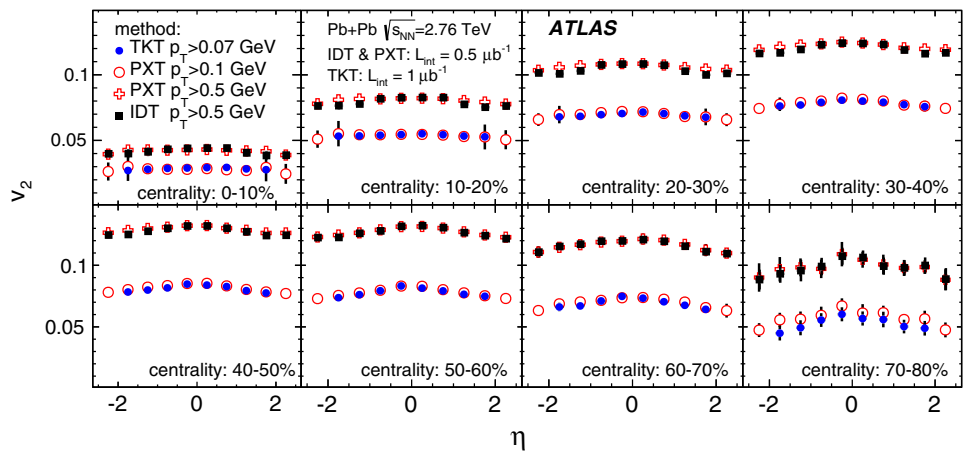 method:
TKT p_T>0.07 GeV
PXT p_T>0.1 GeV
PXT p_T>0.5 GeV
IDT p_T>0.5 GeV
Pb+Pb √s_NN=2.76 TeV
IDT & PXT: L_int = 0.5 μb⁻¹
TKT: L_int = 1 μb⁻¹
ATLAS
0.1
0.05
v₂
centrality: 0-10%
centrality: 10-20%
centrality: 20-30%
centrality: 30-40%
0.1
0.05
centrality: 40-50%
centrality: 50-60%
centrality: 60-70%
centrality: 70-80%
-2 0 2 -2 0 2 -2 0 2 -2 0 2
η η